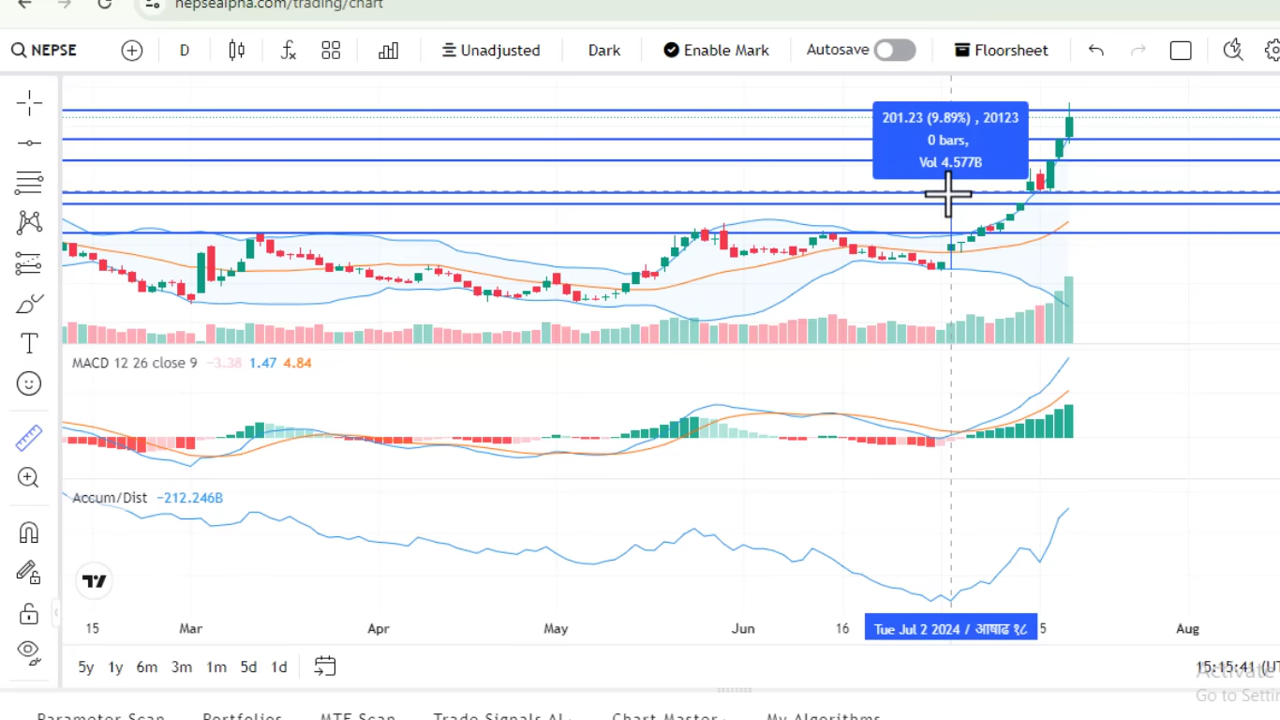 nepsealpha.com/trading/chart
NEPSE D Unadjusted Dark Enable Mark Autosave Floorsheet
201.23 (9.89%) , 20123
0 bars,
Vol 4.577B
MACD 12 26 close 9 −3.38 1.47 4.84
Accum/Dist −212.246B
15 Mar Apr May Jun 16 Tue Jul 2 2024 / आषाढ १८ 5 Aug
5y 1y 6m 3m 1m 5d 1d 15:15:41 (UT
Activate
Go to Settin
Parameter Scan Portfolios MTF Scan Trade Signals AI Chart Master My Algorithms